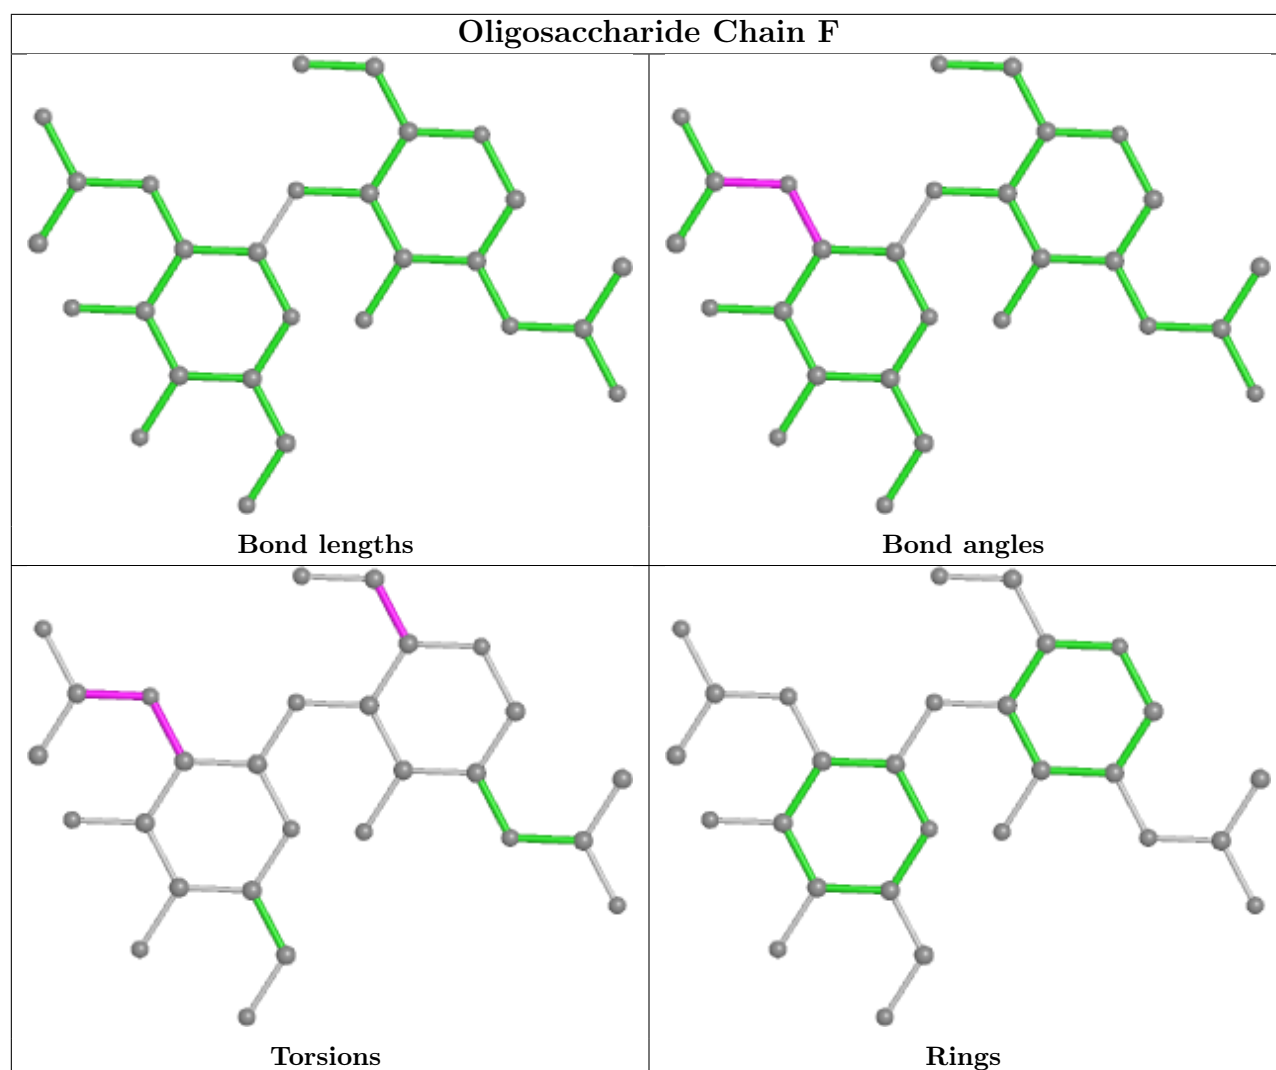 Oligosaccharide Chain F
Bond lengths
Bond angles
Torsions
Rings